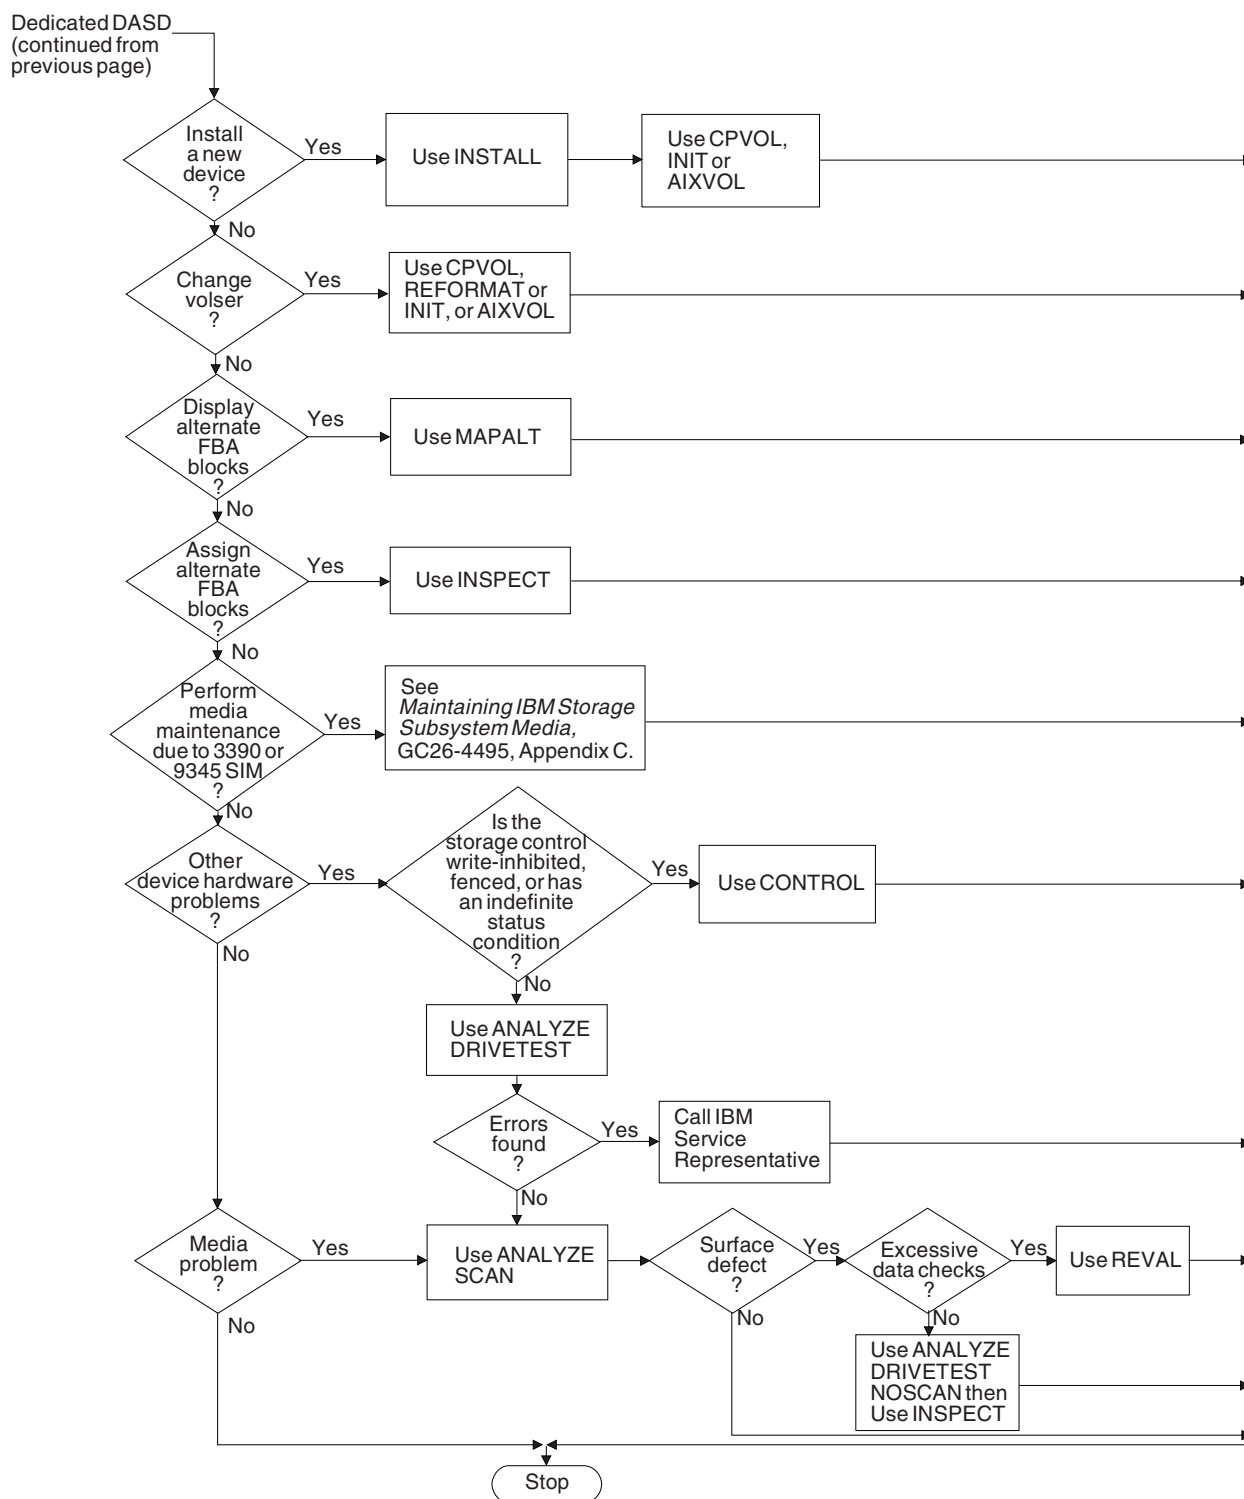 Dedicated DASD
(continued from
previous page)
Install
a new
device
?
Yes
Use INSTALL
Use CPVOL,
INIT or
AIXVOL
No
Change
volser
?
Yes
Use CPVOL,
REFORMAT or
INIT, or AIXVOL
No
Display
alternate
FBA
blocks
?
Yes
Use MAPALT
No
Assign
alternate
FBA
blocks
?
Yes
Use INSPECT
No
Perform
media
maintenance
due to 3390 or
9345 SIM
?
Yes
See
Maintaining IBM Storage
Subsystem Media,
GC26-4495, Appendix C.
No
Other
device hardware
problems
?
Yes
Is the
storage control
write-inhibited,
fenced, or has
an indefinite
status
condition
?
Yes
Use CONTROL
No
No
Use ANALYZE
DRIVETEST
Errors
found
?
Yes
Call IBM
Service
Representative
No
Media
problem
?
Yes
Use ANALYZE
SCAN
Surface
defect
?
Yes
Excessive
data checks
?
Yes
Use REVAL
No
No
No
Use ANALYZE
DRIVETEST
NOSCAN then
Use INSPECT
Stop